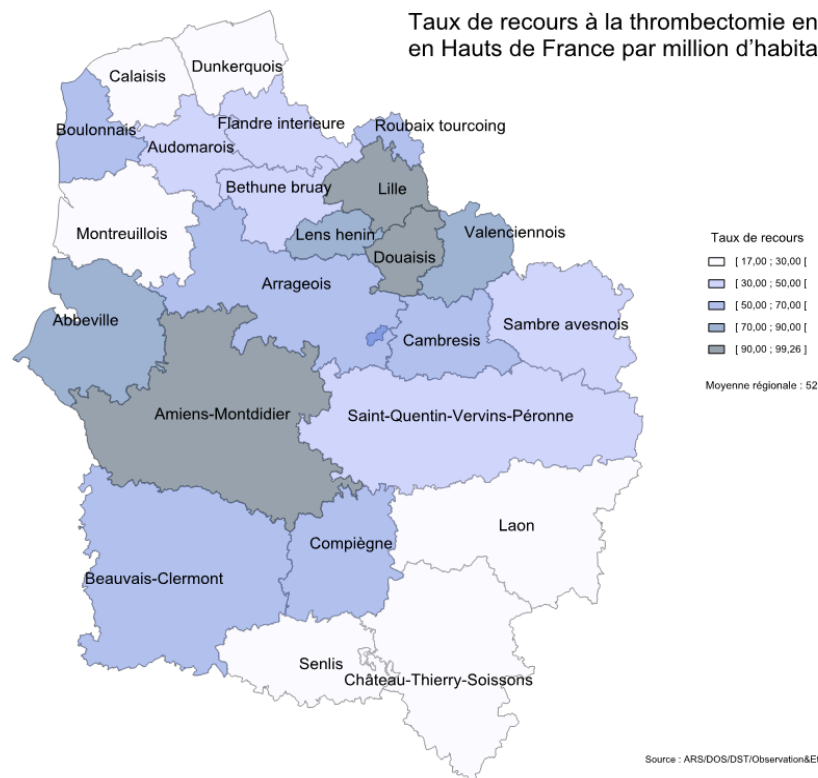 Taux de recours à la thrombectomie en
en Hauts de France par million d'habita
Dunkerquois
Calaisis
Flandre interieure
Roubaix tourcoing
Boulonnais
Audomarois
Bethune bruay
Lille
Montreuillois
Lens henin
Valenciennois
Douaisis
Arrageois
Abbeville
Sambre avesnois
Cambresis
Amiens-Montdidier
Saint-Quentin-Vervins-Péronne
Laon
Compiègne
Beauvais-Clermont
Senlis
Château-Thierry-Soissons
Taux de recours
[ 17,00 ; 30,00 [
[ 30,00 ; 50,00 [
[ 50,00 ; 70,00 [
[ 70,00 ; 90,00 [
[ 90,00 ; 99,26 ]
Moyenne régionale : 52
Source : ARS/DOS/DST/Observation&Et